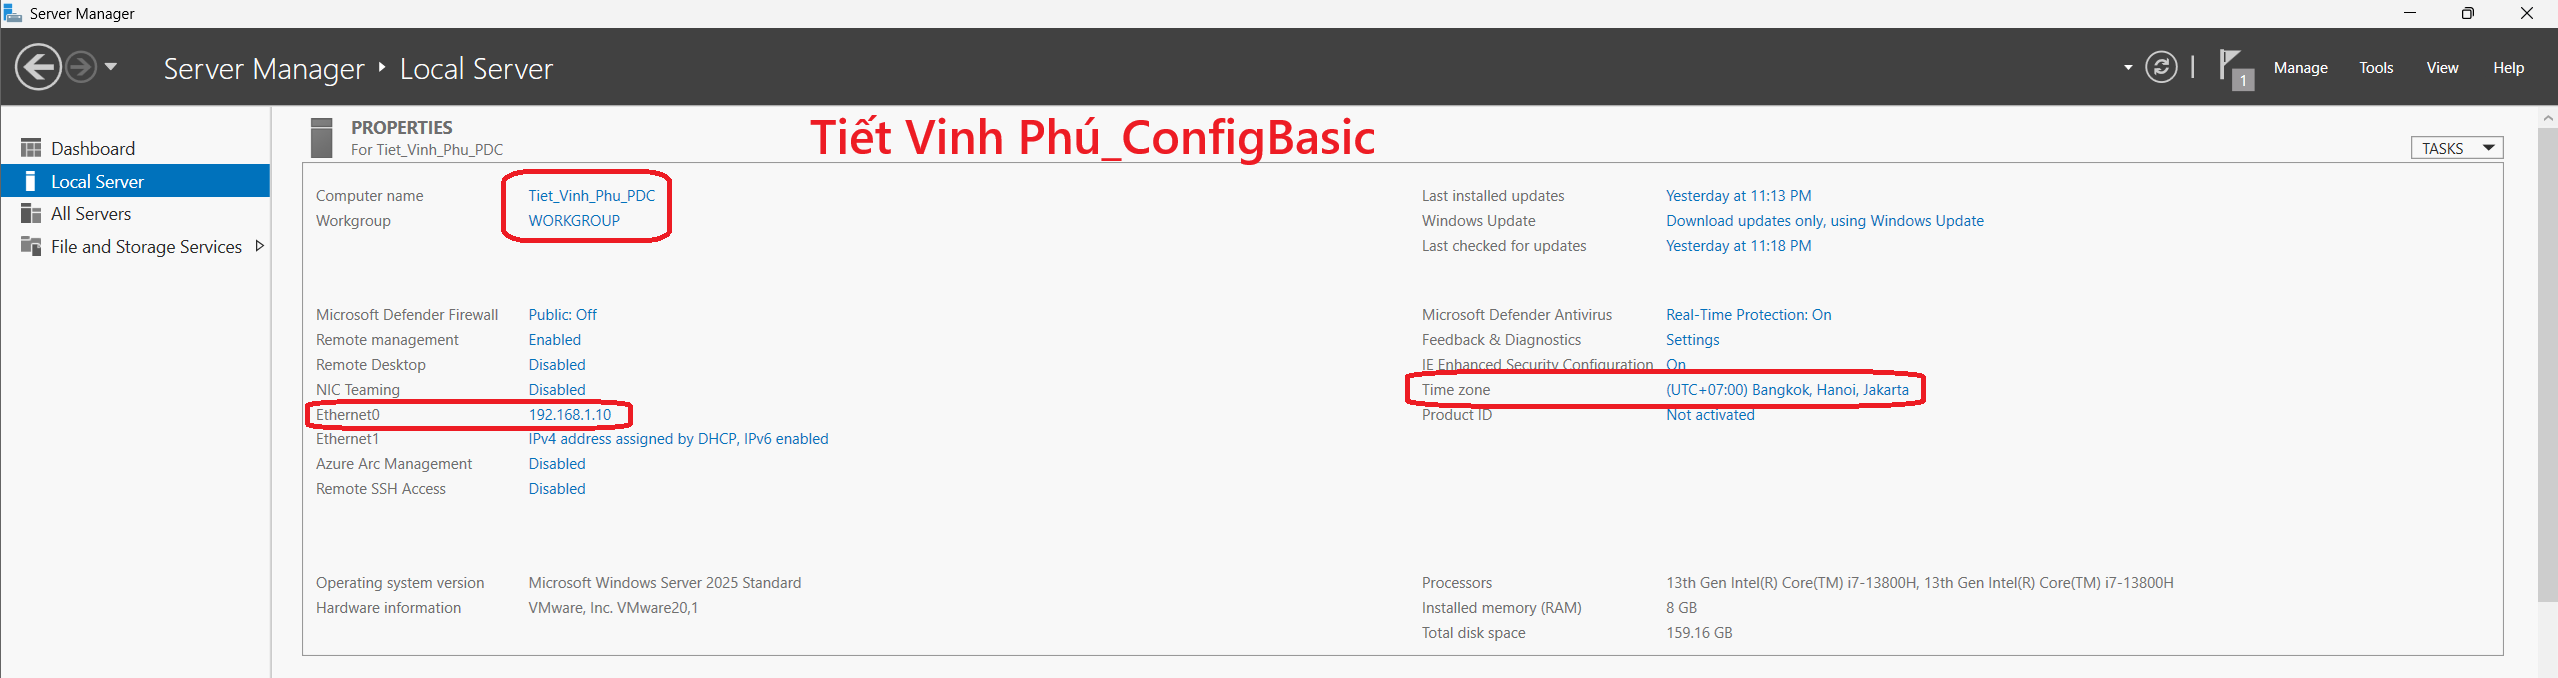 Server Manager
Server Manager ‣ Local Server
1
Manage Tools View Help
Dashboard
Local Server
All Servers
File and Storage Services
PROPERTIES
For Tiet_Vinh_Phu_PDC
Tiết Vinh Phú_ConfigBasic
TASKS
Computer name Tiet_Vinh_Phu_PDC
Workgroup WORKGROUP
Last installed updates Yesterday at 11:13 PM
Windows Update Download updates only, using Windows Update
Last checked for updates Yesterday at 11:18 PM
Microsoft Defender Firewall Public: Off
Remote management Enabled
Remote Desktop Disabled
NIC Teaming Disabled
Ethernet0 192.168.1.10
Ethernet1 IPv4 address assigned by DHCP, IPv6 enabled
Azure Arc Management Disabled
Remote SSH Access Disabled
Microsoft Defender Antivirus Real-Time Protection: On
Feedback & Diagnostics Settings
IE Enhanced Security Configuration On
Time zone (UTC+07:00) Bangkok, Hanoi, Jakarta
Product ID Not activated
Operating system version Microsoft Windows Server 2025 Standard
Hardware information VMware, Inc. VMware20,1
Processors 13th Gen Intel(R) Core(TM) i7-13800H, 13th Gen Intel(R) Core(TM) i7-13800H
Installed memory (RAM) 8 GB
Total disk space 159.16 GB